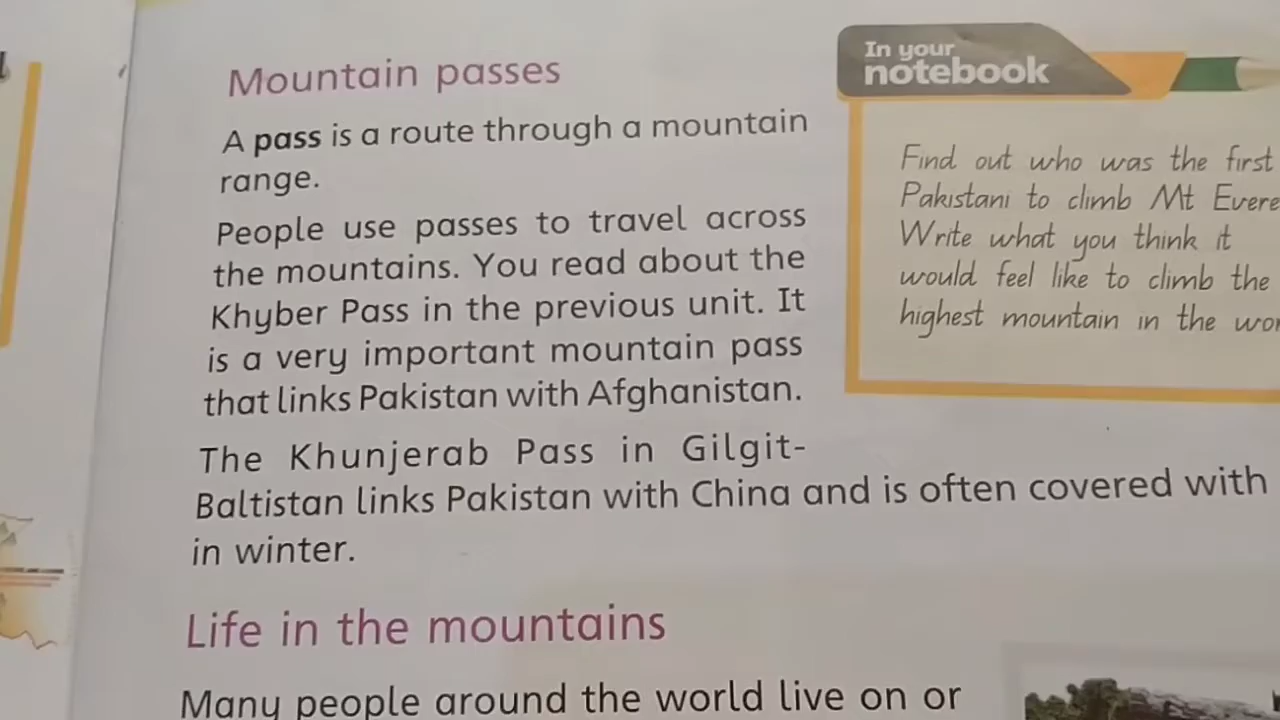 Mountain passes
A pass is a route through a mountain
range.
People use passes to travel across
the mountains. You read about the
Khyber Pass in the previous unit. It
is a very important mountain pass
that links Pakistan with Afghanistan.
The Khunjerab Pass in Gilgit-
Baltistan links Pakistan with China and is often covered with
in winter.
Life in the mountains
Many people around the world live on or
In your
notebook
Find out who was the first
Pakistani to climb Mt
Write what you think it
would feel like to climb the
highest mountain in the